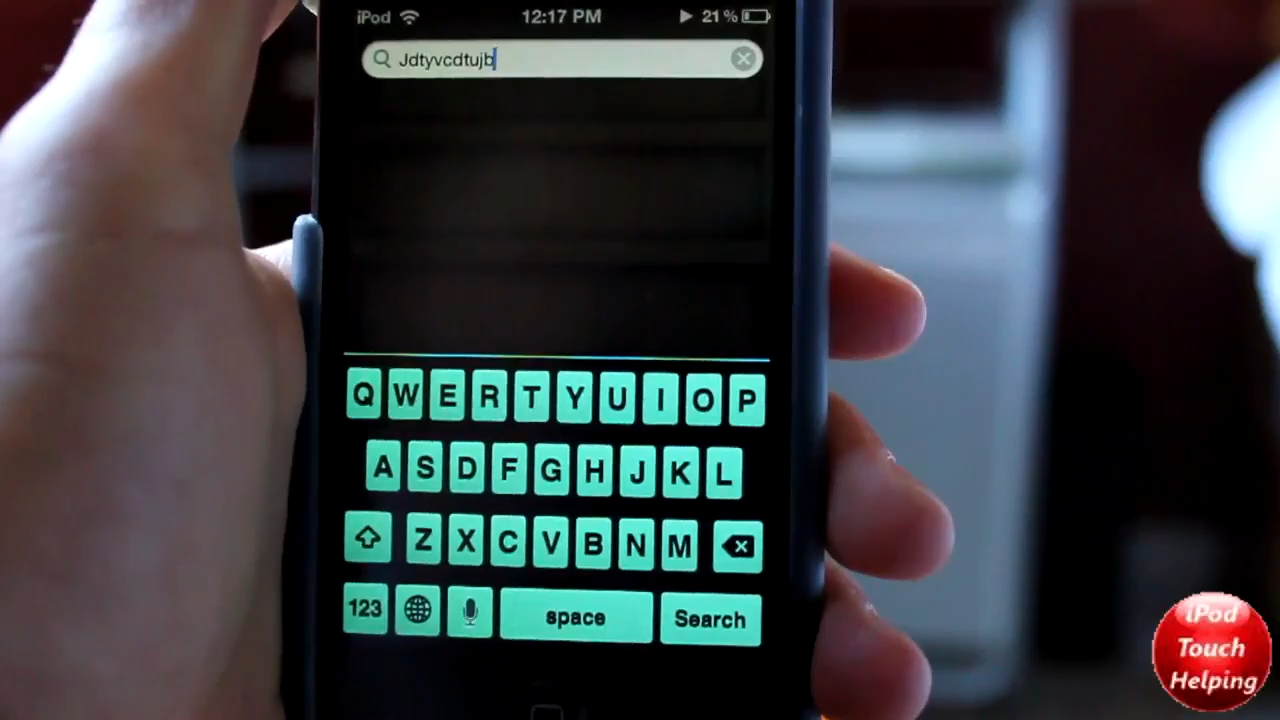 iPod 12:17 PM 21 %
Jdtyvcdtujb
Q W E R T Y U I O P
A S D F G H J K L
Z X C V B N M
123 space Search
iPod
Touch
Helping